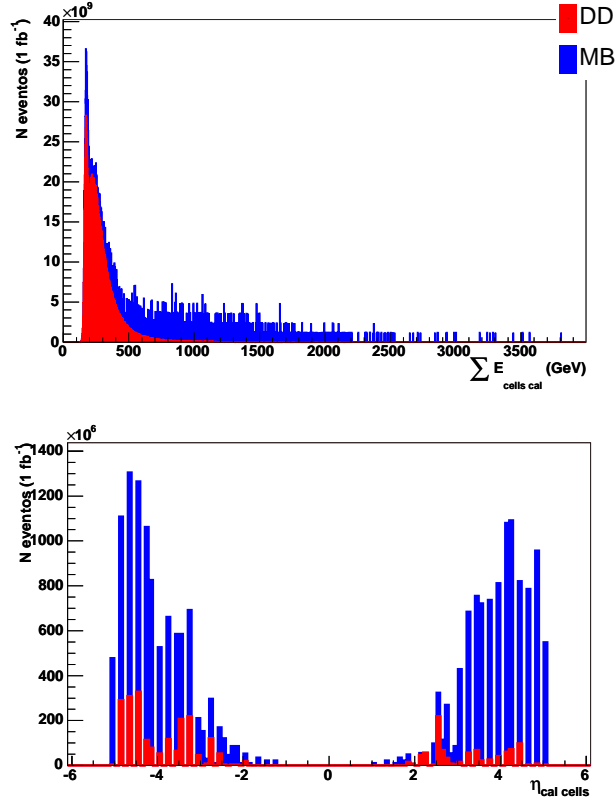 ×10⁹
DD
MB
N eventos (1 fb⁻¹)
40
35
30
25
20
15
10
5
0
0 500 1000 1500 2000 2500 3000 3500
∑ E cells cal (GeV)
×10⁶
N eventos (1 fb⁻¹)
1400
1200
1000
800
600
400
200
0
-6 -4 -2 0 2 4 6
η cal cells